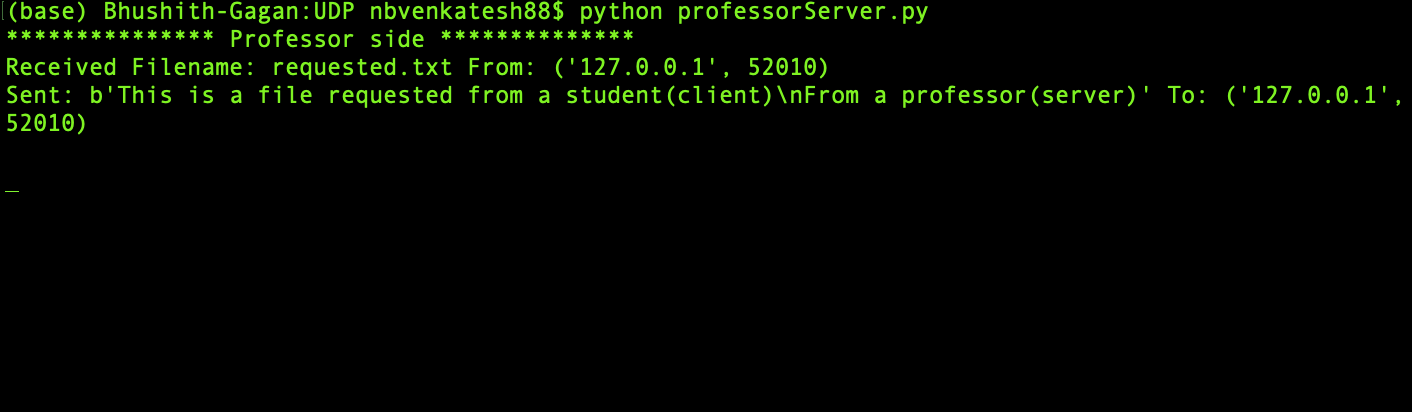 (base) Bhushith-Gagan:UDP nbvenkatesh88$ python professorServer.py
*************** Professor side **************
Received Filename: requested.txt From: ('127.0.0.1', 52010)
Sent: b'This is a file requested from a student(client)\nFrom a professor(server)' To: ('127.0.0.1',
52010)